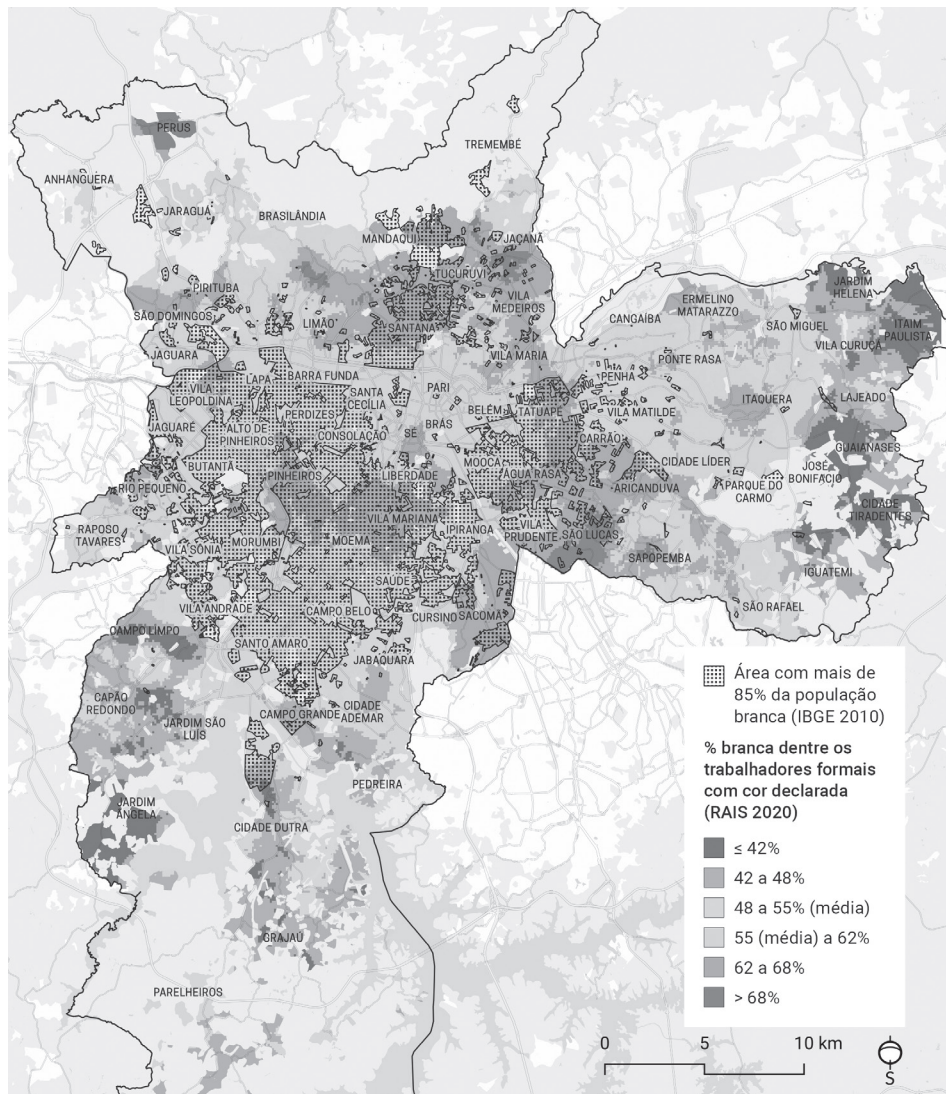 PERUS
TREMEMBÉ
ANHANGUERA
JARAGUÁ
BRASILÂNDIA
MANDAQUI
JAÇANÃ
TUCURUVI
PIRITUBA
SÃO DOMINGOS
LIMÃO
SANTANA
VILA
MEDEIROS
JARDIM
HELENA
ERMELINO
MATARAZZO
CANGAÍBA
SÃO MIGUEL
ITAIM
PAULISTA
VILA CURUÇÁ
JAGUARA
VILA MARIA
PONTE RASA
LAPA
BARRA FUNDA
PENHA
VILA
LEOPOLDINA
SANTA
CECÍLIA
PARI
ITAQUERA
LAJEADO
PERDIZES
BELÉM
TATUAPÉ
VILA MATILDE
JAGUARÉ
ALTO DE
PINHEIROS
CONSOLAÇÃO
SÉ
BRÁS
CARRÃO
GUAIANASES
BUTANTÃ
PINHEIROS
LIBERDADE
MOOCA
ÁGUA RASA
CIDADE LÍDER
JOSÉ
BONIFÁCIO
RIO PEQUENO
ARICANDUVA
PARQUE DO
CARMO
CIDADE
TIRADENTES
RAPOSO
TAVARES
VILA SÔNIA
MORUMBI
MOEMA
VILA MARIANA
IPIRANGA
VILA
PRUDENTE
SÃO LUCAS
SAPOPEMBA
IGUATEMI
SAÚDE
VILA ANDRADE
CAMPO BELO
CURSINO
SACOMÃ
SÃO RAFAEL
CAMPO LIMPO
SANTO AMARO
JABAQUARA
CAPÃO
REDONDO
JARDIM SÃO
LUÍS
CAMPO GRANDE
CIDADE
ADEMAR
JARDIM
ÂNGELA
PEDREIRA
CIDADE DUTRA
GRAJAÚ
PARELHEIROS
Área com mais de
85% da população
branca (IBGE 2010)
% branca dentre os
trabalhadores formais
com cor declarada
(RAIS 2020)
≤ 42%
42 a 48%
48 a 55% (média)
55 (média) a 62%
62 a 68%
> 68%
0 5 10 km
S